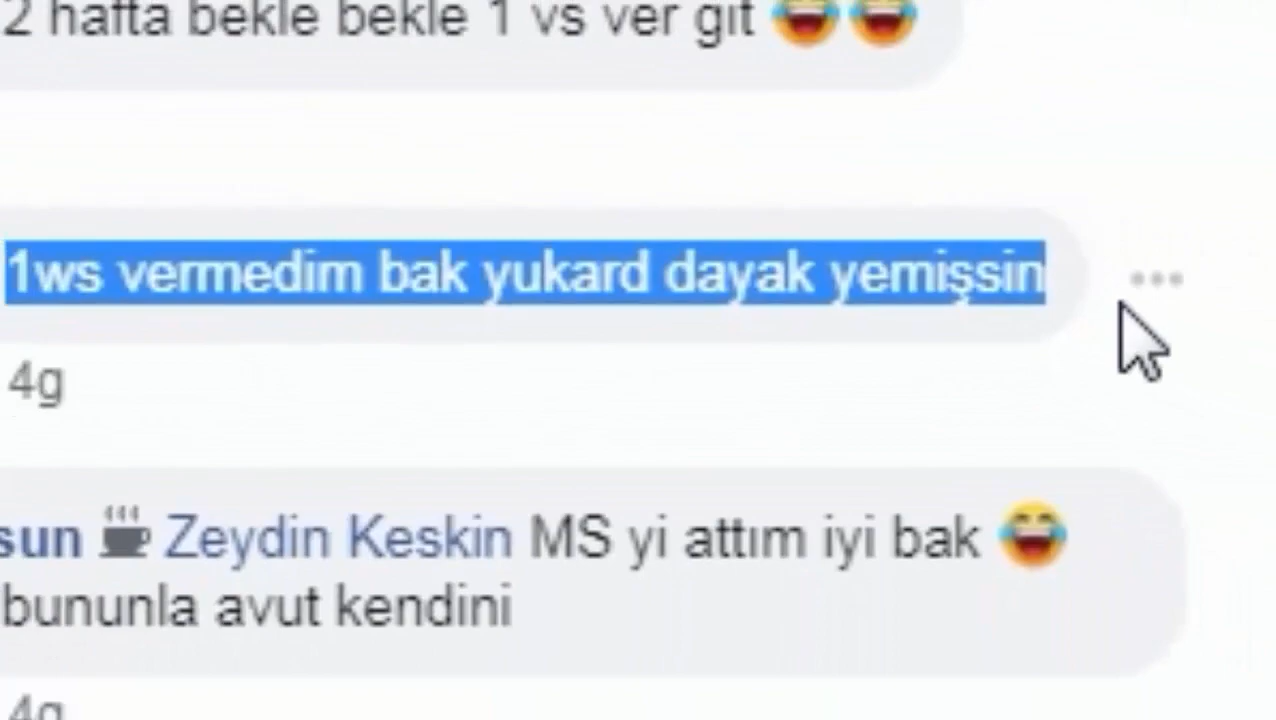 2 hafta bekle bekle 1 vs ver git 😂😂
1ws vermedim bak yukard dayak yemişsin
4g
sun ☕ Zeydin Keskin MS yi attım iyi bak 😂
bununla avut kendini
4g